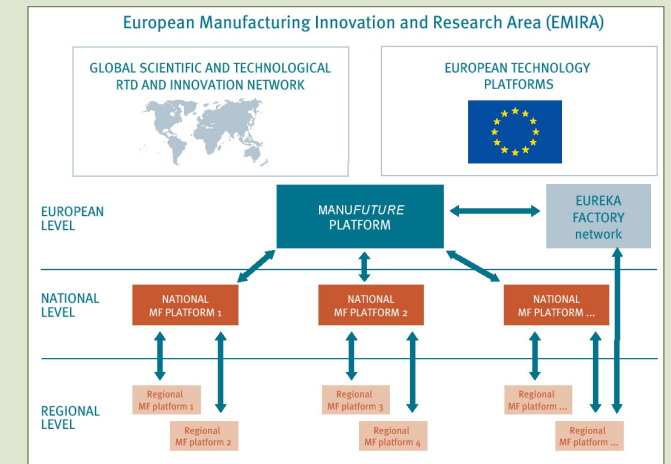 European Manufacturing Innovation and Research Area (EMIRA)
GLOBAL SCIENTIFIC AND TECHNOLOGICAL
RTD AND INNOVATION NETWORK
EUROPEAN TECHNOLOGY
PLATFORMS
EUROPEAN
LEVEL
MANUFUTURE
PLATFORM
EUREKA
FACTORY
network
NATIONAL
LEVEL
NATIONAL
MF PLATFORM 1
NATIONAL
MF PLATFORM 2
NATIONAL
MF PLATFORM ...
REGIONAL
LEVEL
Regional
MF platform 1
Regional
MF platform 2
Regional
MF platform 3
Regional
MF platform 4
Regional
MF platform ...
Regional
MF platform ...